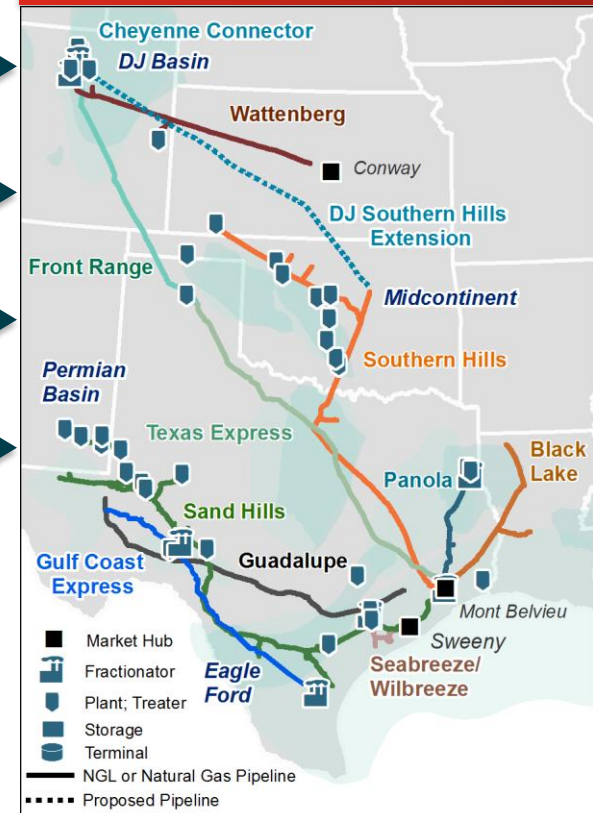 Cheyenne Connector
DJ Basin
Wattenberg
Conway
DJ Southern Hills
Extension
Front Range
Midcontinent
Southern Hills
Permian
Basin
Texas Express
Black
Lake
Panola
Sand Hills
Guadalupe
Gulf Coast
Express
Mont Belvieu
Sweeny
Seabreeze/
Wilbreeze
Eagle
Ford
Market Hub
Fractionator
Plant; Treater
Storage
Terminal
NGL or Natural Gas Pipeline
Proposed Pipeline